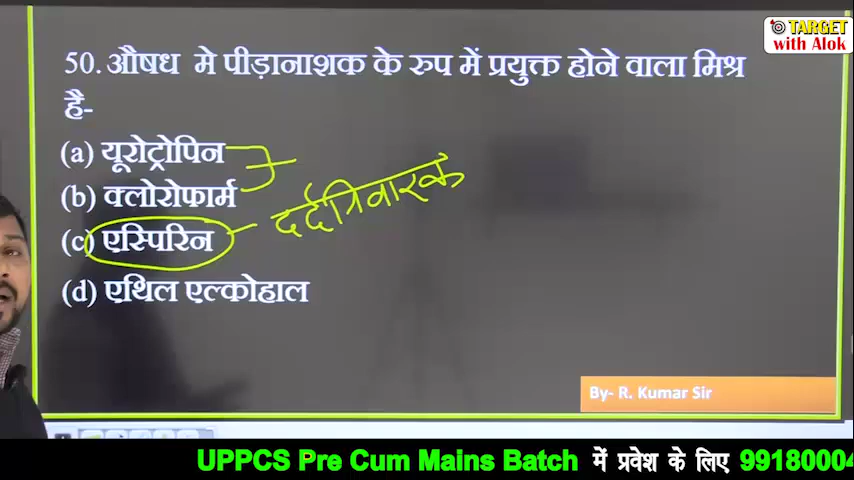 TARGET
with Alok
50. औषध मे पीड़ानाशक के रुप में प्रयुक्त होने वाला मिश्र
है-
(a) यूरोट्रोपिन
(b) क्लोरोफार्म
(c) एस्पिरिन - दर्दनिवारक
(d) एथिल एल्कोहाल
By- R. Kumar Sir
UPPCS Pre Cum Mains Batch में प्रवेश के लिए 99180004